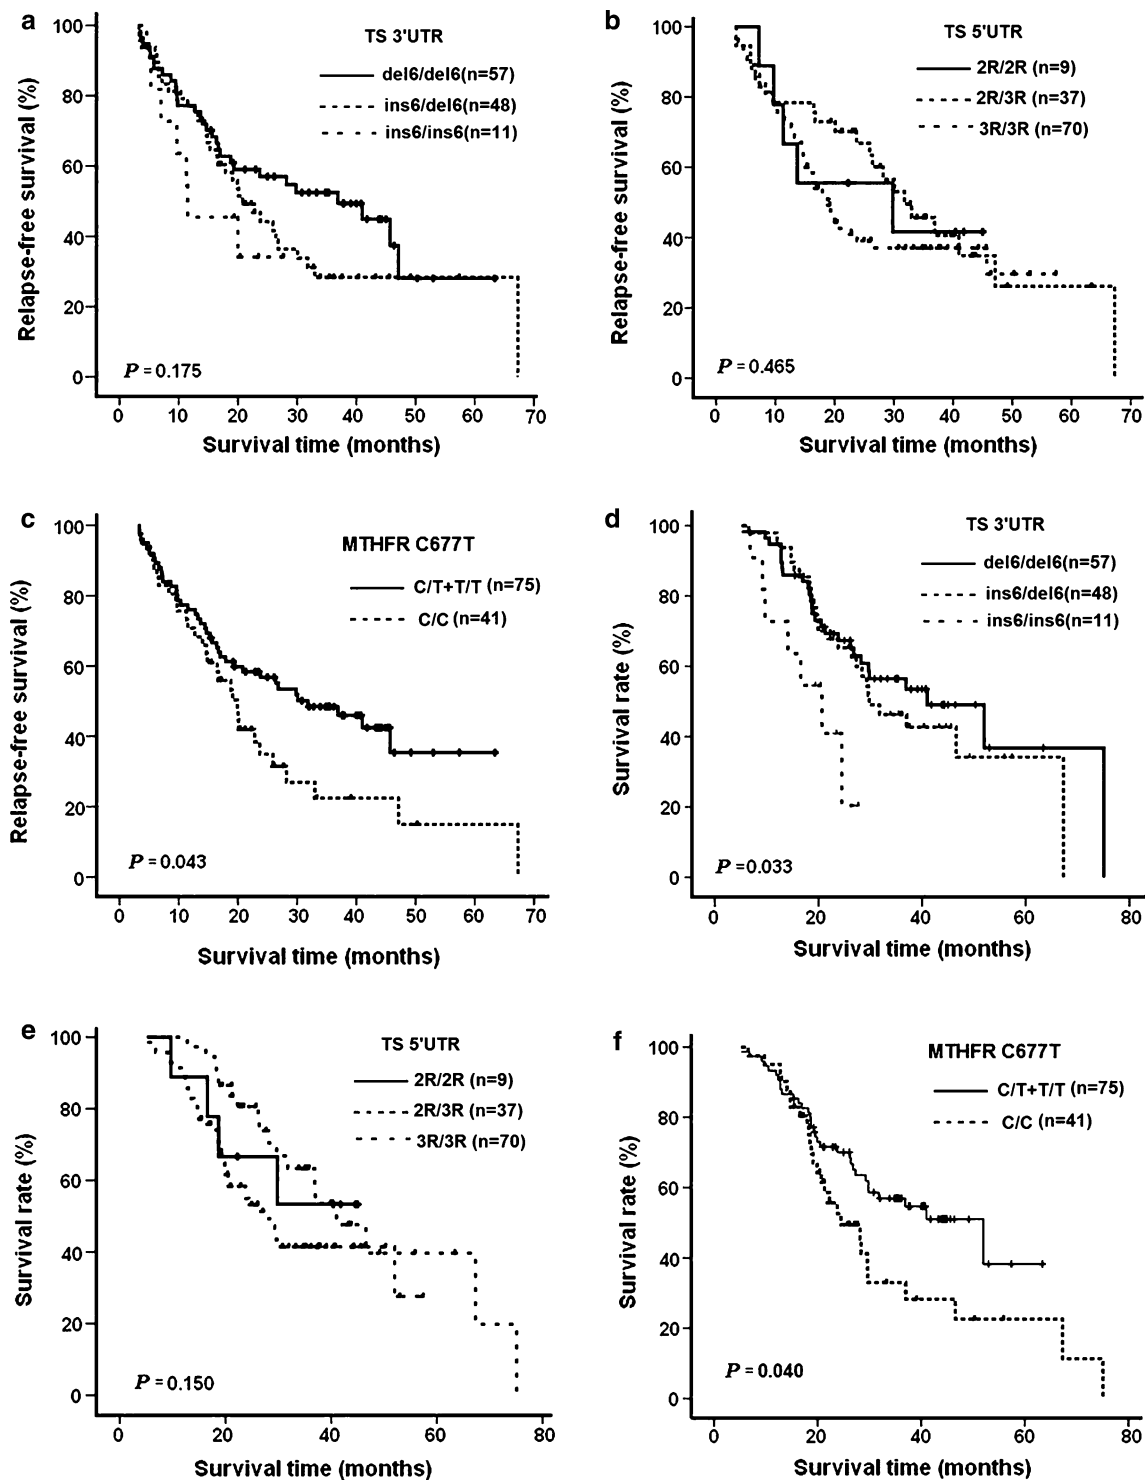 a
TS 3'UTR
del6/del6(n=57)
ins6/del6(n=48)
ins6/ins6(n=11)
Relapse-free survival (%)
100
80
60
40
20
0
P = 0.175
0 10 20 30 40 50 60 70
Survival time (months)
b
TS 5'UTR
2R/2R (n=9)
2R/3R (n=37)
3R/3R (n=70)
Relapse-free survival (%)
100
80
60
40
20
0
P = 0.465
0 10 20 30 40 50 60 70
Survival time (months)
c
MTHFR C677T
C/T+T/T (n=75)
C/C (n=41)
Relapse-free survival (%)
100
80
60
40
20
0
P = 0.043
0 10 20 30 40 50 60 70
Survival time (months)
d
TS 3'UTR
del6/del6(n=57)
ins6/del6(n=48)
ins6/ins6(n=11)
Survival rate (%)
100
80
60
40
20
0
P = 0.033
0 20 40 60 80
Survival time (months)
e
TS 5'UTR
2R/2R (n=9)
2R/3R (n=37)
3R/3R (n=70)
Survival rate (%)
100
80
60
40
20
0
P = 0.150
0 20 40 60 80
Survival time (months)
f
MTHFR C677T
C/T+T/T (n=75)
C/C (n=41)
Survival rate (%)
100
80
60
40
20
0
P = 0.040
0 20 40 60 80
Survival time (months)